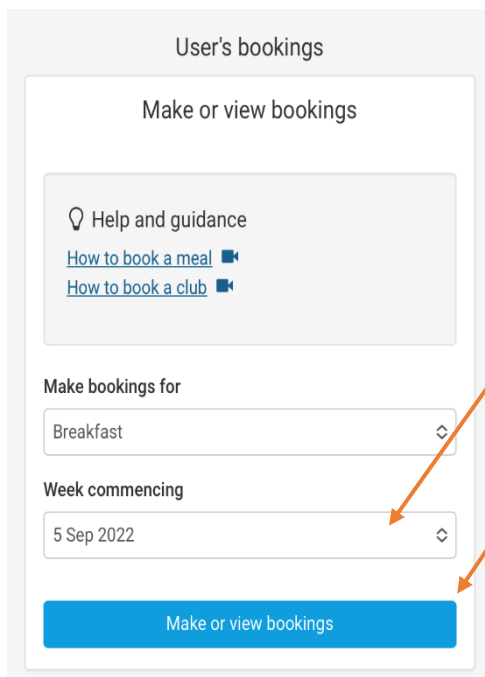 User's bookings
Make or view bookings
Help and guidance
How to book a meal
How to book a club
Make bookings for
Breakfast
Week commencing
5 Sep 2022
Make or view bookings